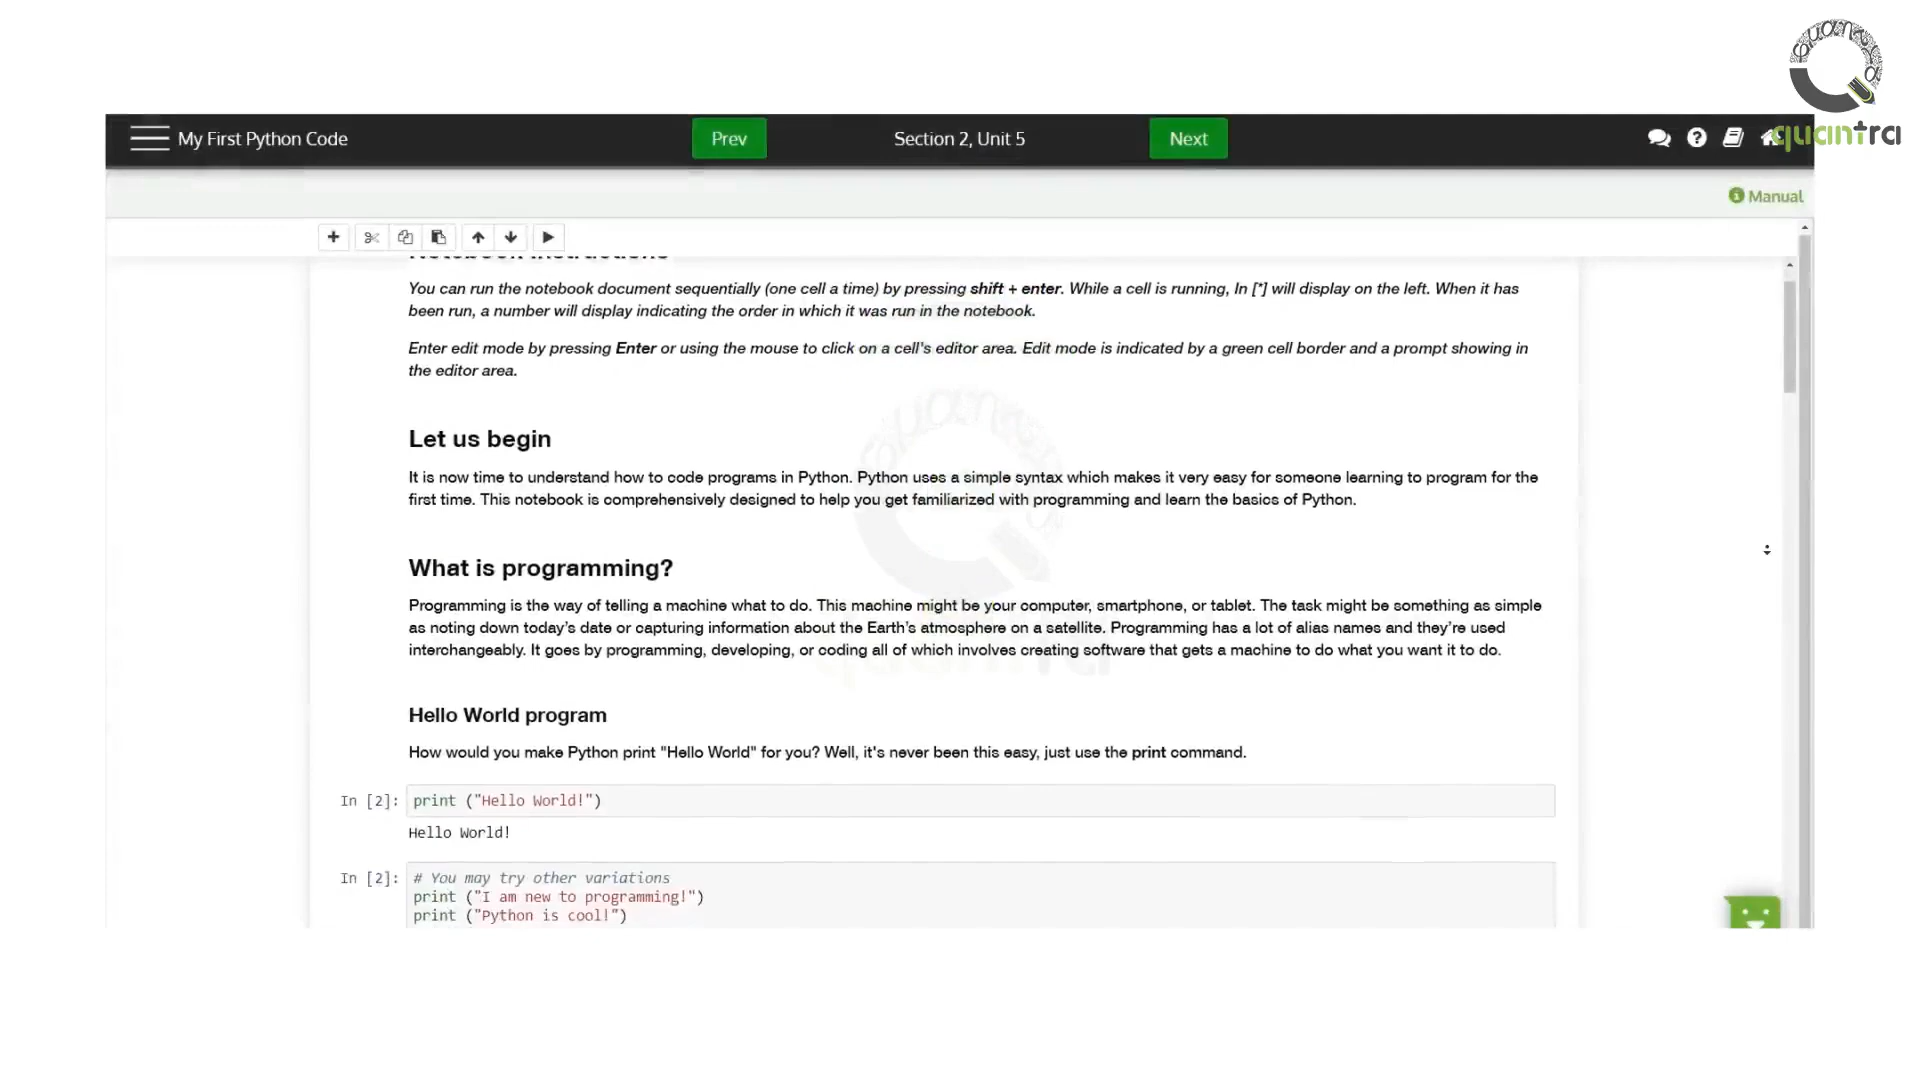 quantra
My First Python Code
Prev
Section 2, Unit 5
Next
Manual
Notebook Instructions
You can run the notebook document sequentially (one cell a time) by pressing shift + enter. While a cell is running, In [*] will display on the left. When it has
been run, a number will display indicating the order in which it was run in the notebook.
Enter edit mode by pressing Enter or using the mouse to click on a cell's editor area. Edit mode is indicated by a green cell border and a prompt showing in
the editor area.
Let us begin
It is now time to understand how to code programs in Python. Python uses a simple syntax which makes it very easy for someone learning to program for the
first time. This notebook is comprehensively designed to help you get familiarized with programming and learn the basics of Python.
What is programming?
Programming is the way of telling a machine what to do. This machine might be your computer, smartphone, or tablet. The task might be something as simple
as noting down today’s date or capturing information about the Earth’s atmosphere on a satellite. Programming has a lot of alias names and they’re used
interchangeably. It goes by programming, developing, or coding all of which involves creating software that gets a machine to do what you want it to do.
Hello World program
How would you make Python print "Hello World" for you? Well, it's never been this easy, just use the print command.
In [2]: print ("Hello World!")
Hello World!
In [2]: # You may try other variations
print ("I am new to programming!")
print ("Python is cool!")